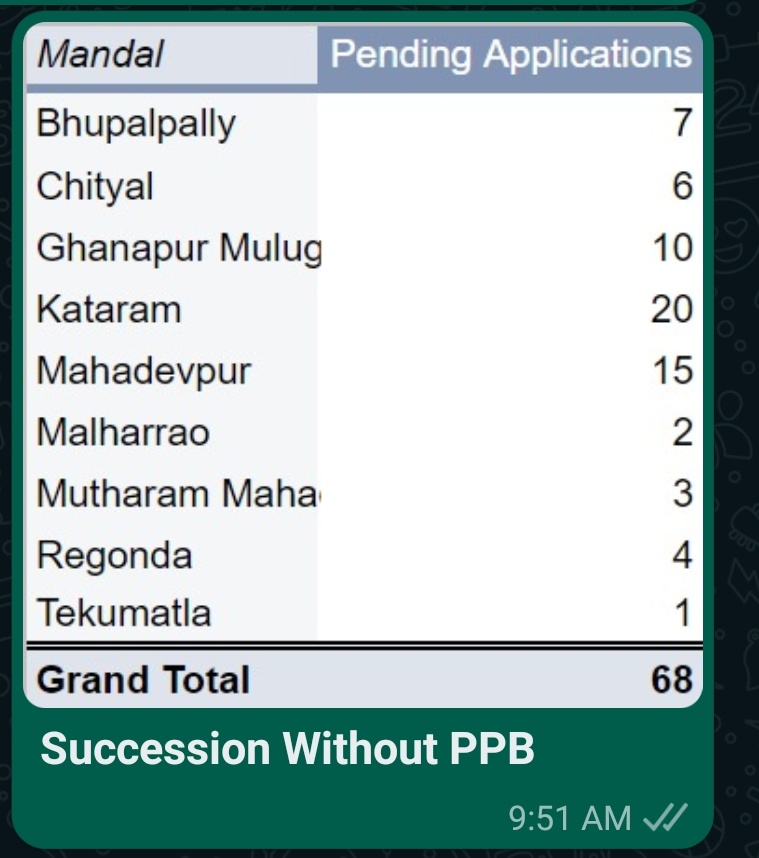 Mandal Pending Applications
Bhupalpally 7
Chityal 6
Ghanapur Mulug 10
Kataram 20
Mahadevpur 15
Malharrao 2
Mutharam Maha 3
Regonda 4
Tekumatla 1
Grand Total 68
Succession Without PPB
9:51 AM